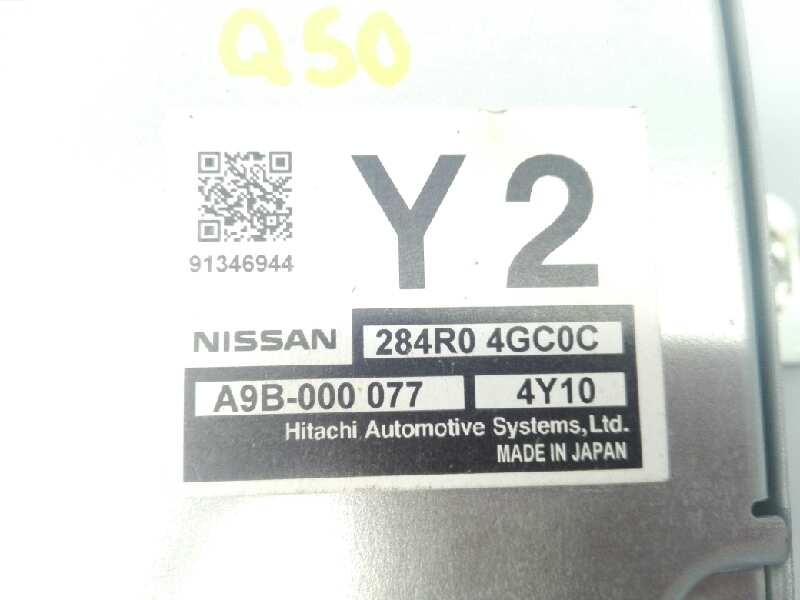 Q50
Y2
91346944
NISSAN 284R0 4GC0C
A9B-000 077 4Y10
Hitachi Automotive Systems,Ltd.
MADE IN JAPAN